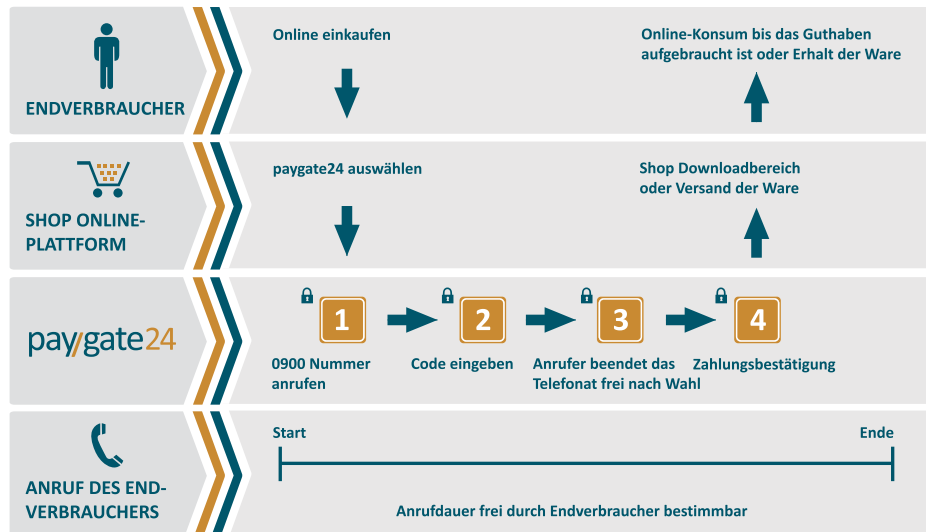 ENDVERBRAUCHER
Online einkaufen
Online-Konsum bis das Guthaben
aufgebraucht ist oder Erhalt der Ware
SHOP ONLINE-
PLATTFORM
paygate24 auswählen
Shop Downloadbereich
oder Versand der Ware
paygate24
1
2
3
4
0900 Nummer
anrufen
Code eingeben
Anrufer beendet das
Telefonat frei nach Wahl
Zahlungsbestätigung
ANRUF DES END-
VERBRAUCHERS
Start
Ende
Anrufdauer frei durch Endverbraucher bestimmbar